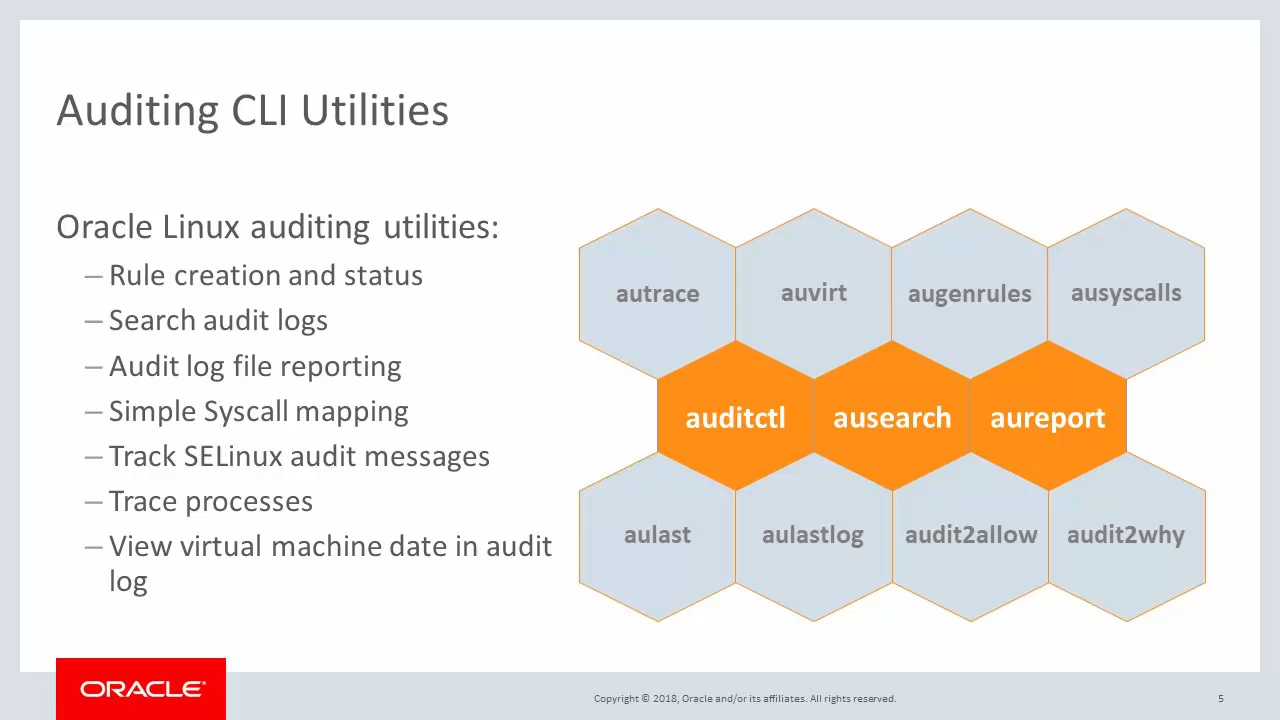 Auditing CLI Utilities
Oracle Linux auditing utilities:
– Rule creation and status
– Search audit logs
– Audit log file reporting
– Simple Syscall mapping
– Track SELinux audit messages
– Trace processes
– View virtual machine date in audit
log
autrace
auvirt
augenrules
ausyscalls
auditctl
ausearch
aureport
aulast
aulastlog
audit2allow
audit2why
ORACLE®
Copyright © 2018, Oracle and/or its affiliates. All rights reserved.
5